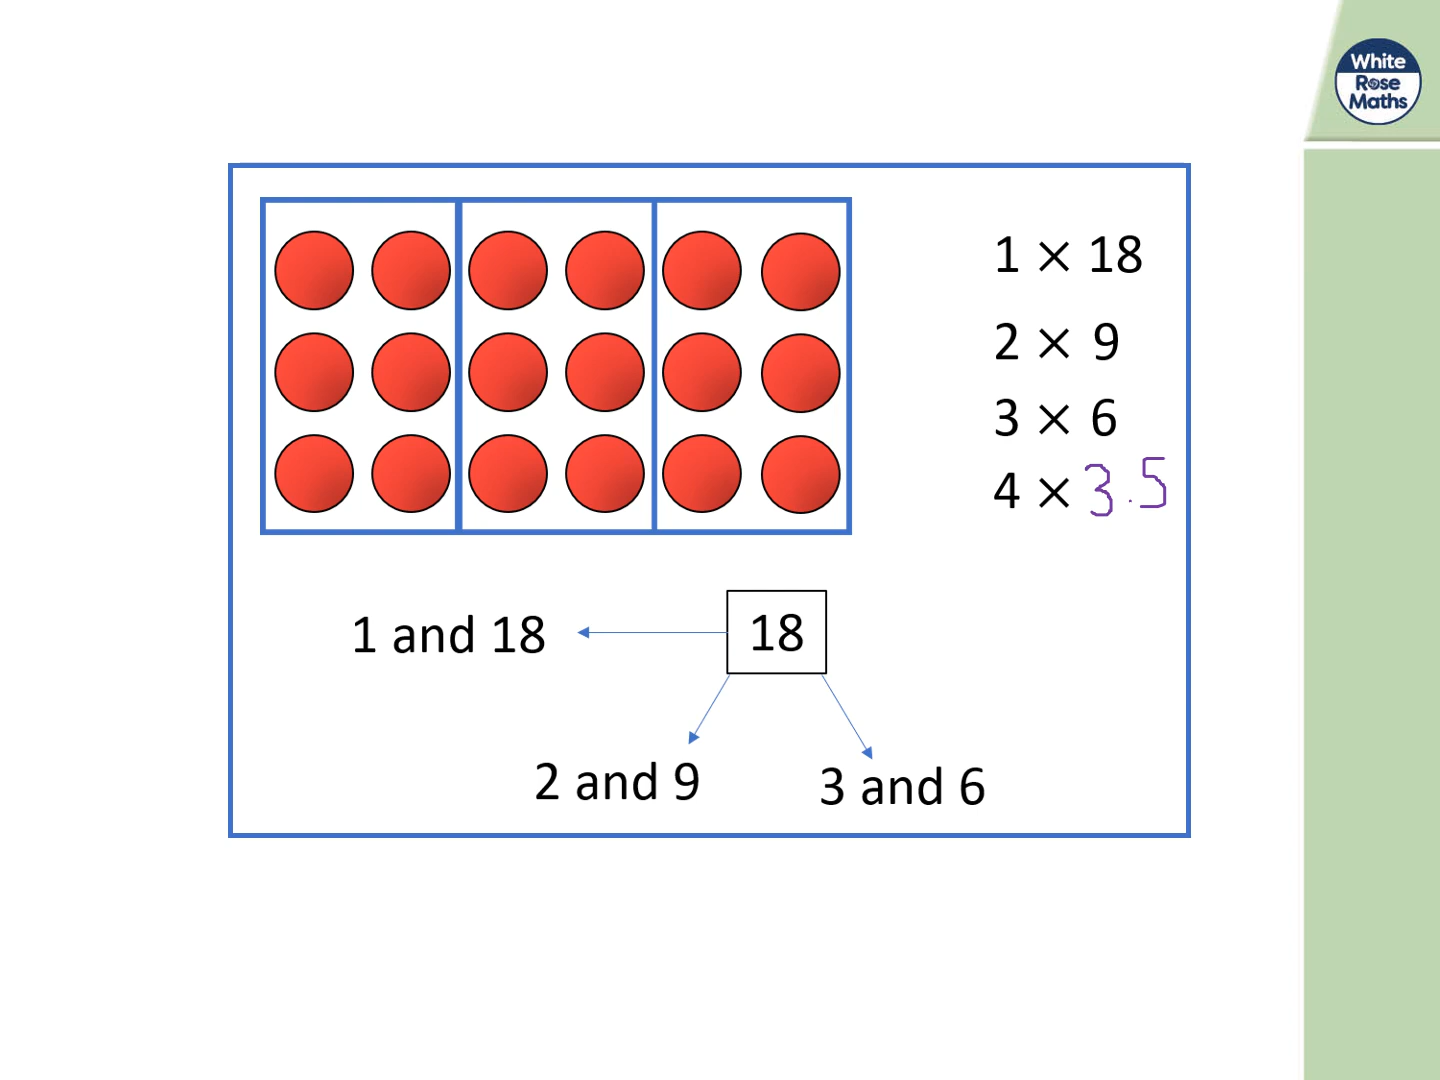 White
Rose
Maths
1 × 18
2 × 9
3 × 6
4 × 3.5
1 and 18
18
2 and 9
3 and 6